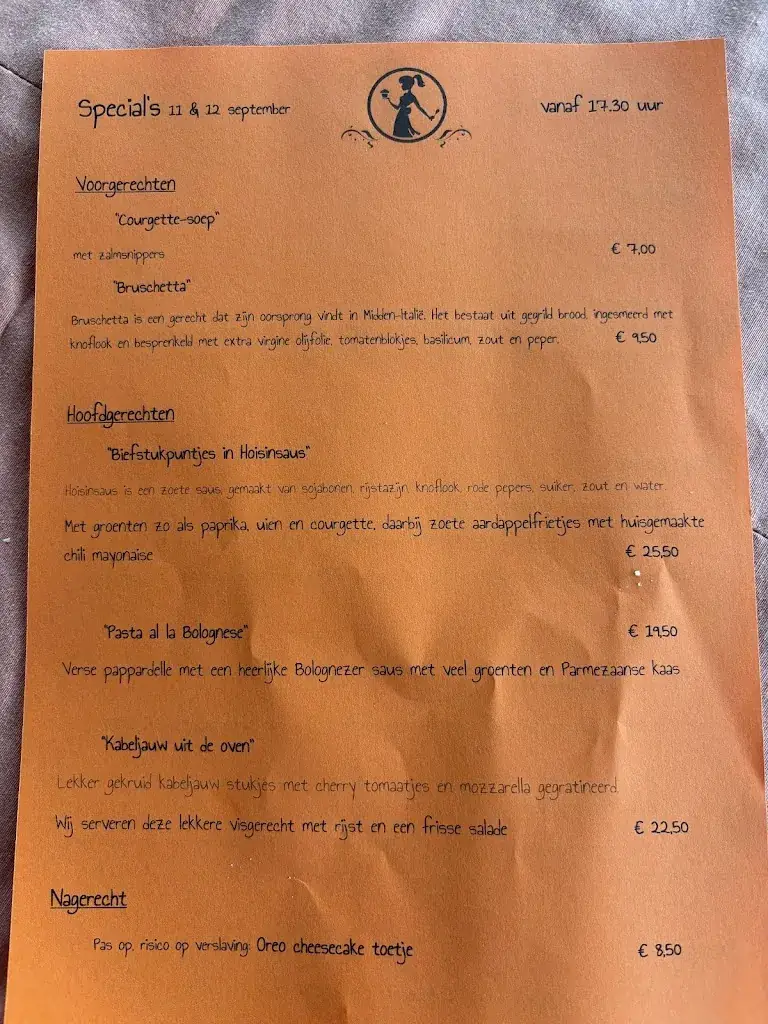 Special's 11 & 12 september
vanaf 17.30 uur
Voorgerechten
"Courgette-soep"
met zalmsnippers € 7,00
"Bruschetta"
Bruschetta is een gerecht dat zijn oorsprong vindt in Midden-Italië. Het bestaat uit gegrild brood, ingesmeerd met
knoflook en besprenkeld met extra virgine olijfolie, tomatenblokjes, basilicum, zout en peper. € 9,50
Hoofdgerechten
"Biefstukpuntjes in Hoisinsaus"
Hoisinsaus is een zoete saus, gemaakt van sojabonen, rijstazijn, knoflook, rode pepers, suiker, zout en water.
Met groenten zo als paprika, uien en courgette, daarbij zoete aardappelfrietjes met huisgemaakte
chili mayonaise € 25,50
"Pasta al la Bolognese" € 19,50
Verse pappardelle met een heerlijke Bolognezer saus met veel groenten en Parmezaanse kaas
"Kabeljauw uit de oven"
Lekker gekruid kabeljauw stukjes met cherry tomaatjes en mozzarella gegratineerd.
Wij serveren deze lekkere visgerecht met rijst en een frisse salade € 22,50
Nagerecht
Pas op, risico op verslaving: Oreo cheesecake toetje € 8,50